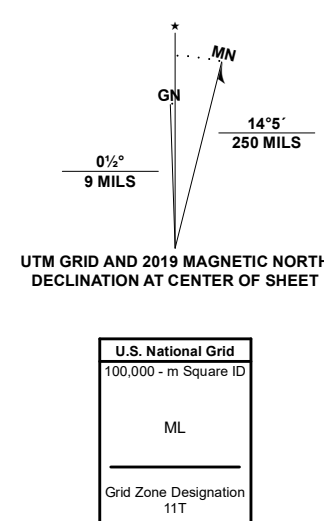 ★
MN
GN
14°5´
250 MILS
0½°
9 MILS
UTM GRID AND 2019 MAGNETIC NORTH
DECLINATION AT CENTER OF SHEET
U.S. National Grid
100,000 - m Square ID
ML
Grid Zone Designation
11T